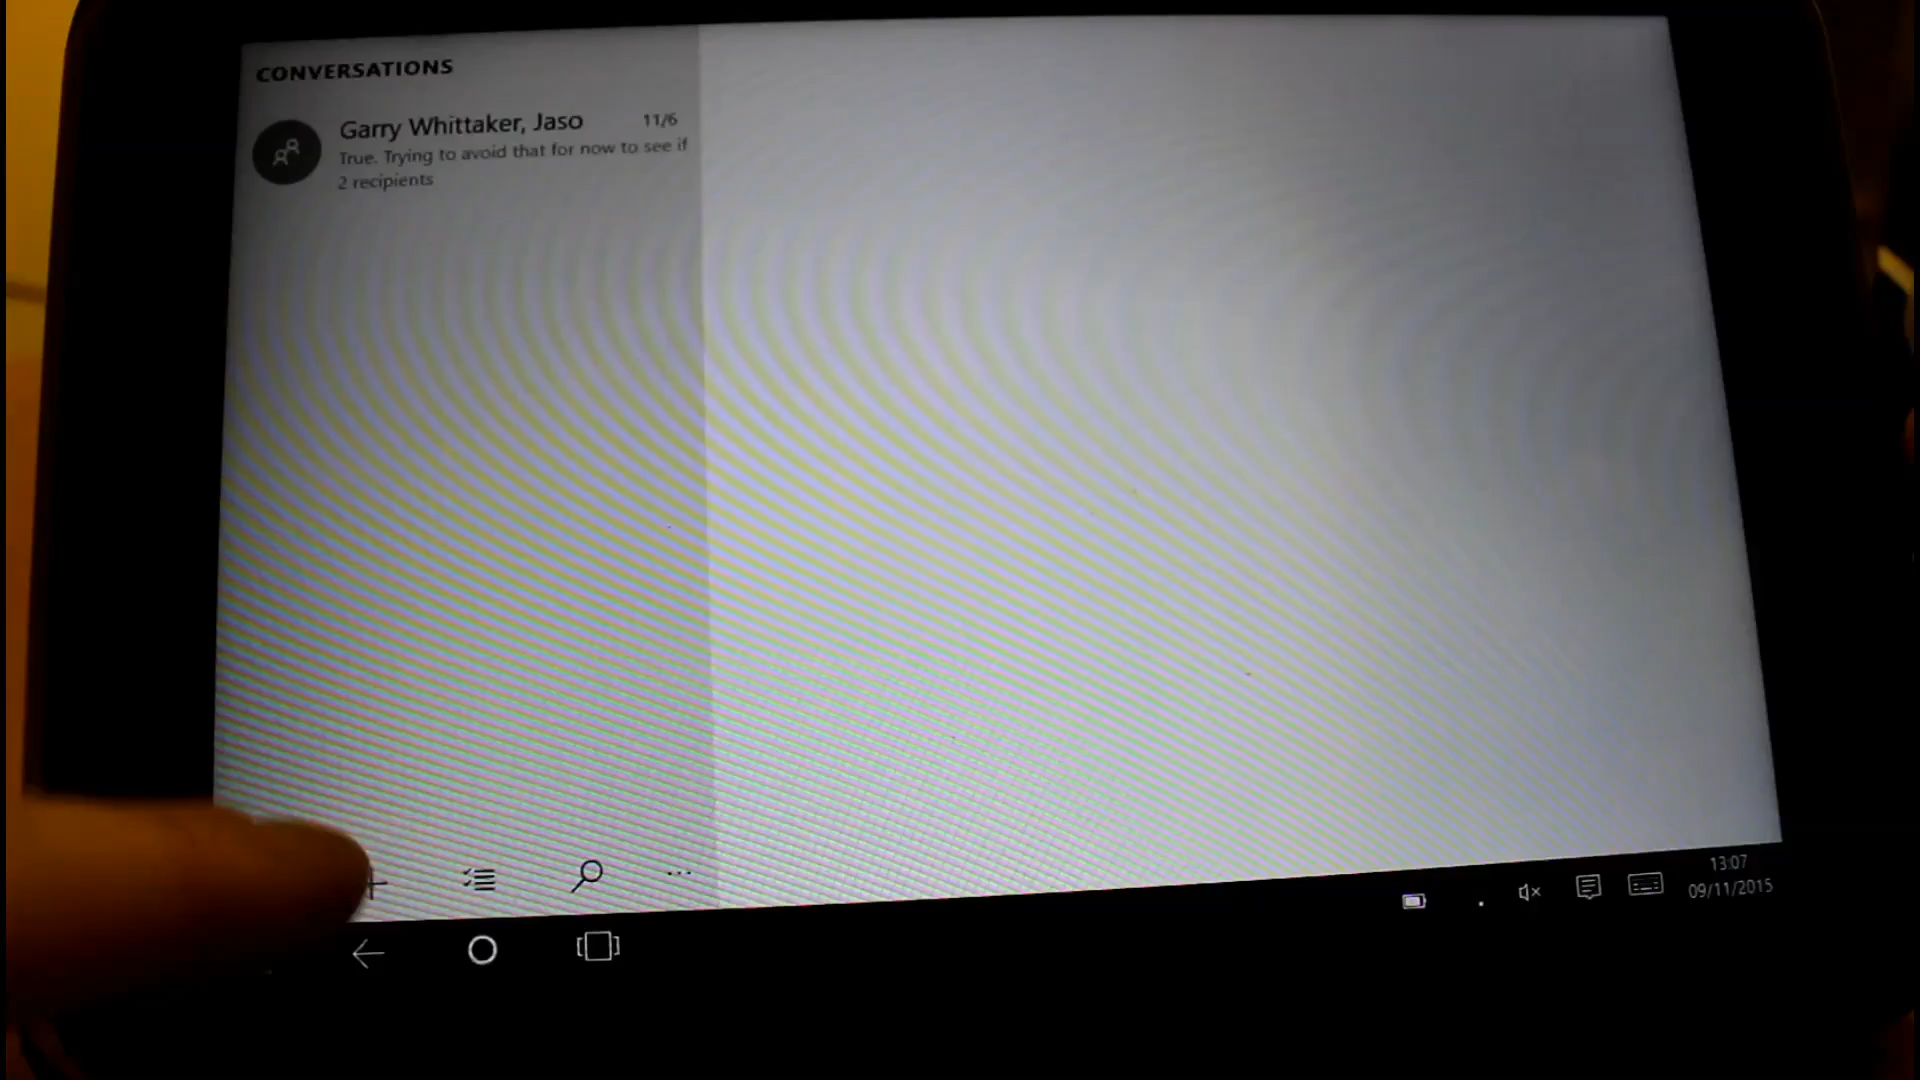 CONVERSATIONS
Garry Whittaker, Jaso 11/6
True. Trying to avoid that for now to see if
2 recipients
13:07
09/11/2015